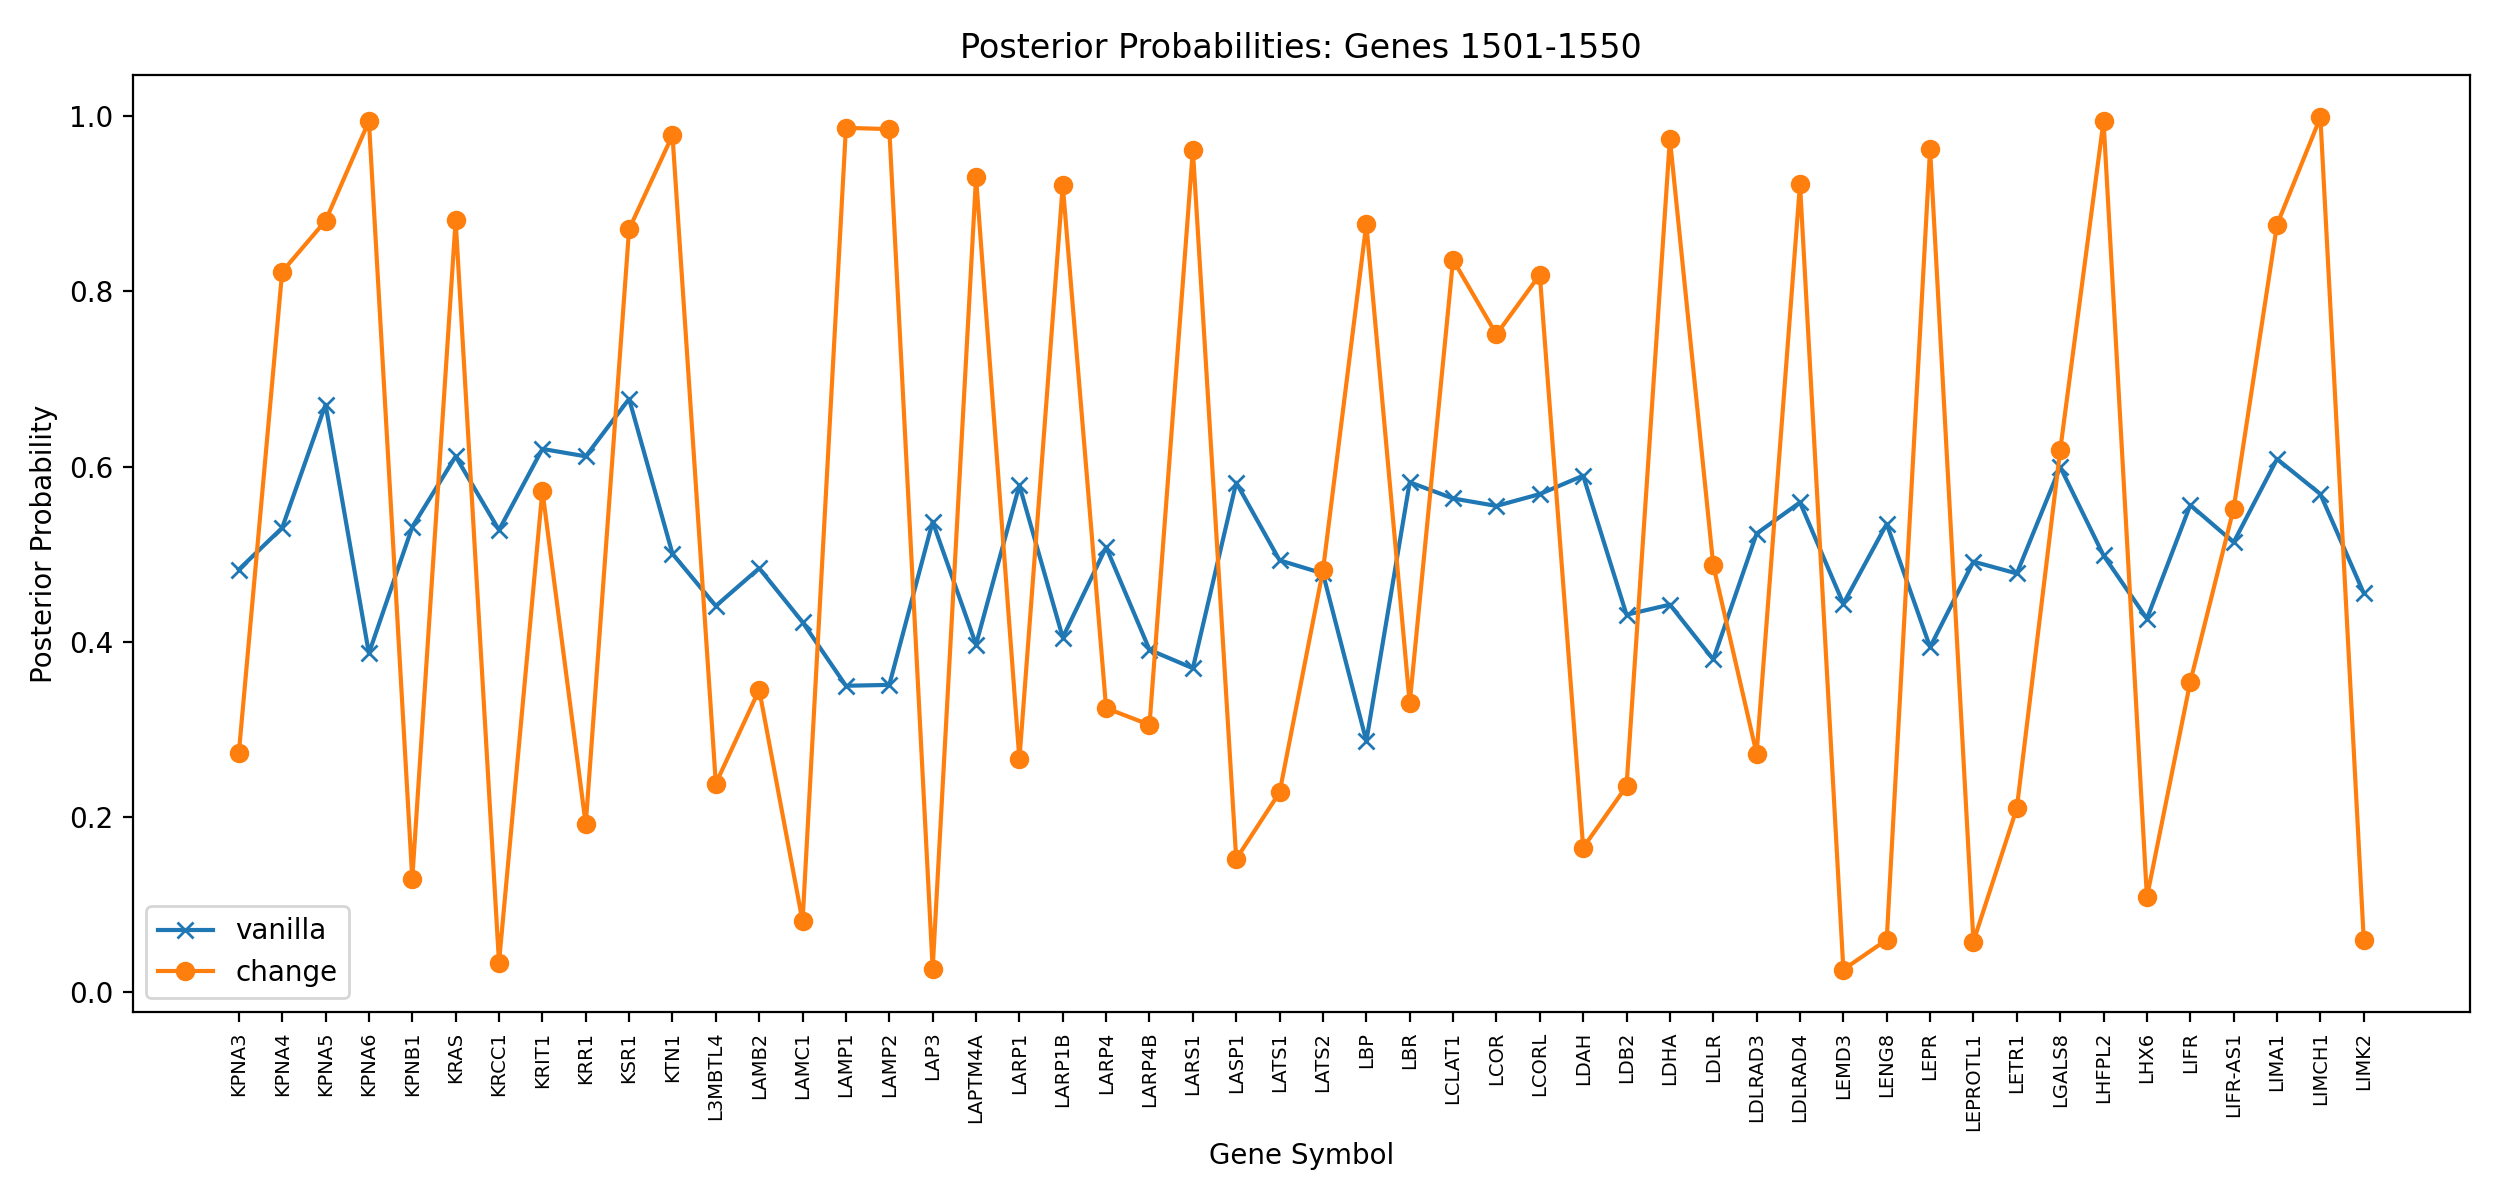 Posterior Probabilities: Genes 1501-1550
Posterior Probability
1.0
0.8
0.6
0.4
0.2
0.0
vanilla
change
KPNA3
KPNA4
KPNA5
KPNA6
KPNB1
KRAS
KRCC1
KRIT1
KRR1
KSR1
KTN1
L3MBTL4
LAMB2
LAMC1
LAMP1
LAMP2
LAP3
LAPTM4A
LARP1
LARP1B
LARP4
LARP4B
LARS1
LASP1
LATS1
LATS2
LBP
LBR
LCLAT1
LCOR
LCORL
LDAH
LDB2
LDHA
LDLR
LDLRAD3
LDLRAD4
LEMD3
LENG8
LEPR
LEPROTL1
LETR1
LGALS8
LHFPL2
LHX6
LIFR
LIFR-AS1
LIMA1
LIMCH1
LIMK2
Gene Symbol